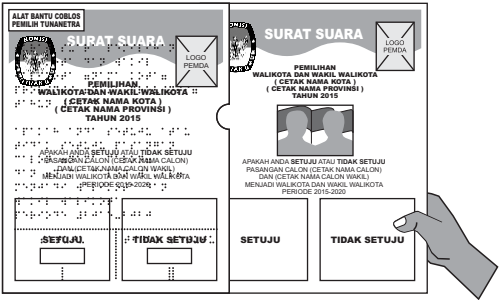 ALAT BANTU COBLOS
PEMILIH TUNANETRA
SURAT SUARA
LOGO
PEMDA
PEMILIHAN
WALIKOTA DAN WAKIL WALIKOTA
( CETAK NAMA KOTA )
( CETAK NAMA PROVINSI )
TAHUN 2015
APAKAH ANDA SETUJU ATAU TIDAK SETUJU
PASANGAN CALON (CETAK NAMA CALON)
DAN (CETAK NAMA CALON WAKIL)
MENJADI WALIKOTA DAN WAKIL WALIKOTA
PERIODE 2015-2020
SETUJU
TIDAK SETUJU
SURAT SUARA
LOGO
PEMDA
PEMILIHAN
WALIKOTA DAN WAKIL WALIKOTA
( CETAK NAMA KOTA )
( CETAK NAMA PROVINSI )
TAHUN 2015
APAKAH ANDA SETUJU ATAU TIDAK SETUJU
PASANGAN CALON (CETAK NAMA CALON)
DAN (CETAK NAMA CALON WAKIL)
MENJADI WALIKOTA DAN WAKIL WALIKOTA
PERIODE 2015-2020
SETUJU
TIDAK SETUJU